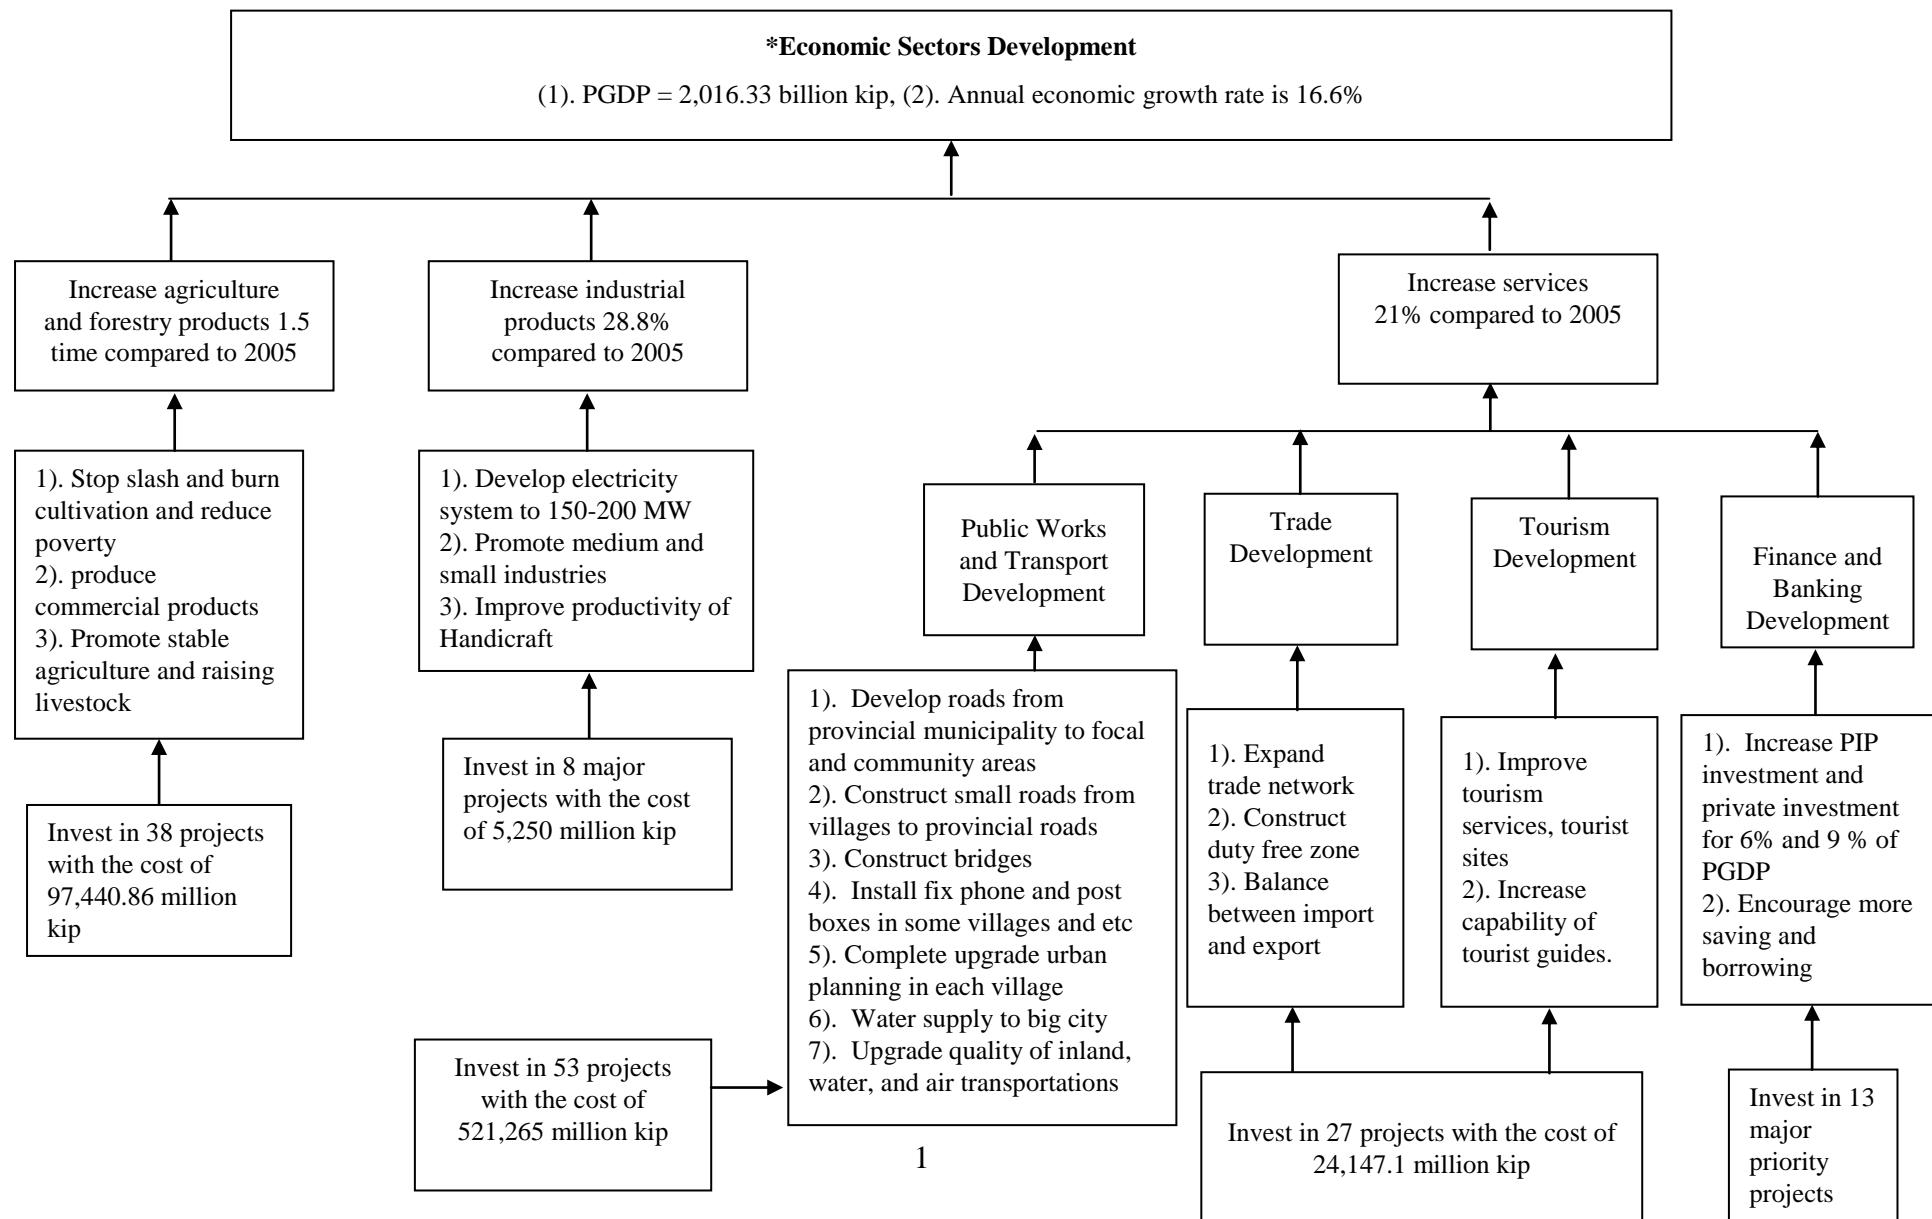 *Economic Sectors Development
(1). PGDP = 2,016.33 billion kip, (2). Annual economic growth rate is 16.6%
Increase agriculture
and forestry products 1.5
time compared to 2005
Increase industrial
products 28.8%
compared to 2005
Increase services
21% compared to 2005
1). Stop slash and burn
cultivation and reduce
poverty
2). produce
commercial products
3). Promote stable
agriculture and raising
livestock
1). Develop electricity
system to 150-200 MW
2). Promote medium and
small industries
3). Improve productivity of
Handicraft
Public Works
and Transport
Development
Trade
Development
Tourism
Development
Finance and
Banking
Development
Invest in 38 projects
with the cost of
97,440.86 million
kip
Invest in 8 major
projects with the cost
of 5,250 million kip
1). Develop roads from
provincial municipality to focal
and community areas
2). Construct small roads from
villages to provincial roads
3). Construct bridges
4). Install fix phone and post
boxes in some villages and etc
5). Complete upgrade urban
planning in each village
6). Water supply to big city
7). Upgrade quality of inland,
water, and air transportations
1). Expand
trade network
2). Construct
duty free zone
3). Balance
between import
and export
1). Improve
tourism
services, tourist
sites
2). Increase
capability of
tourist guides.
1). Increase PIP
investment and
private investment
for 6% and 9 % of
PGDP
2). Encourage more
saving and
borrowing
Invest in 53 projects
with the cost of
521,265 million kip
Invest in 27 projects with the cost of
24,147.1 million kip
Invest in 13
major
priority
projects
1